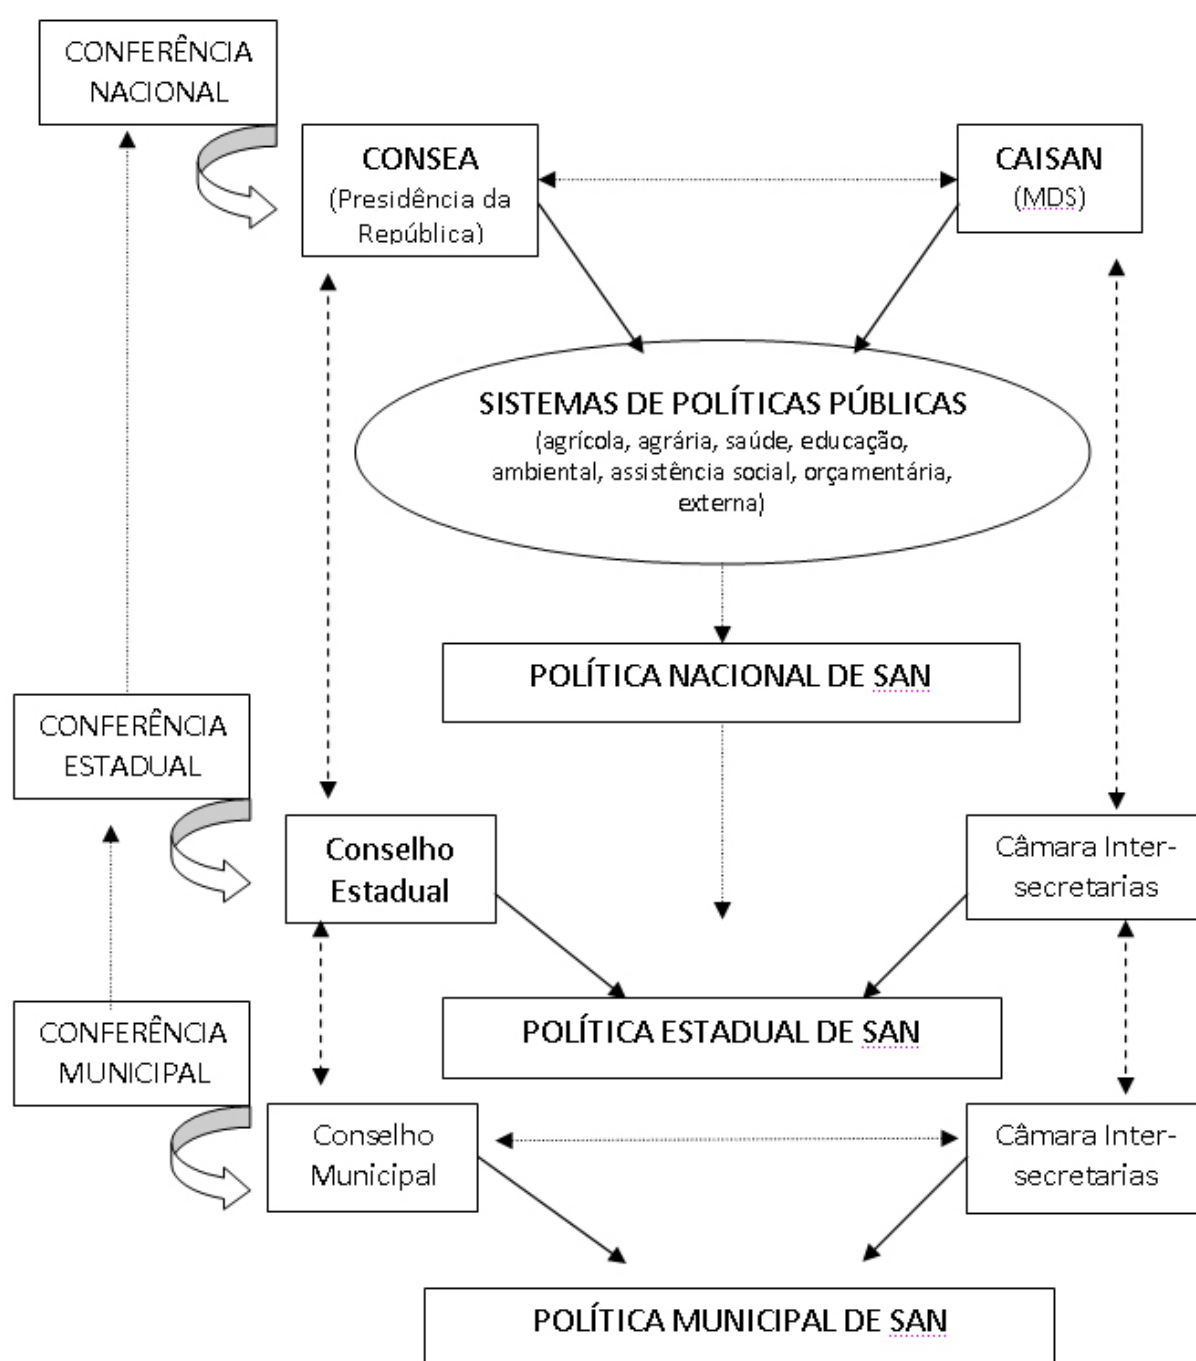 CONFERÊNCIA
NACIONAL
CONSEA
(Presidência da
República)
CAISAN
(MDS)
SISTEMAS DE POLÍTICAS PÚBLICAS
(agrícola, agrária, saúde, educação,
ambiental, assistência social, orçamentária,
externa)
POLÍTICA NACIONAL DE SAN
CONFERÊNCIA
ESTADUAL
Conselho
Estadual
Câmara Inter-
secretarias
POLÍTICA ESTADUAL DE SAN
CONFERÊNCIA
MUNICIPAL
Conselho
Municipal
Câmara Inter-
secretarias
POLÍTICA MUNICIPAL DE SAN